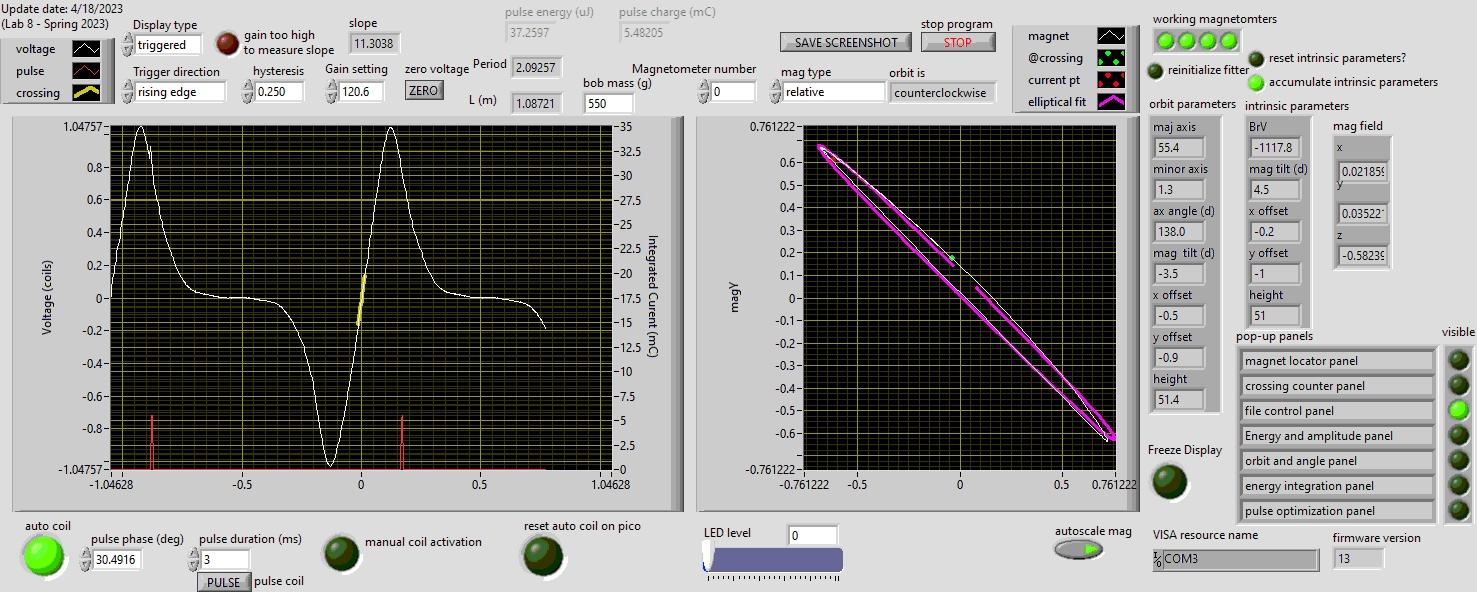 Update date: 4/18/2023
(Lab 8 - Spring 2023)
voltage
pulse
crossing
Display type
triggered
gain too high
to measure slope
slope
11.3038
Trigger direction
rising edge
hysteresis
0.250
Gain setting
120.6
zero voltage
ZERO
pulse energy (uJ)
37.2597
pulse charge (mC)
5.48205
Period
2.09257
L (m)
1.08721
bob mass (g)
550
Magnetometer number
0
mag type
relative
SAVE SCREENSHOT
stop program
STOP
orbit is
counterclockwise
magnet
@crossing
current pt
elliptical fit
working magnetomters
reinitialize fitter
reset intrinsic parameters?
accumulate intrinsic parameters
Voltage (coils)
1.04757
0.8
0.6
0.4
0.2
0
-0.2
-0.4
-0.6
-0.8
-1.04757
-1.04628
-0.5
0
0.5
1.04628
35
32.5
30
27.5
25
22.5
20
17.5
15
12.5
10
7.5
5
2.5
0
Integrated Curent (mC)
magy
0.761222
0.6
0.5
0.4
0.3
0.2
0.1
0
-0.1
-0.2
-0.3
-0.4
-0.5
-0.6
-0.761222
-0.761222
-0.5
0
0.5
0.761222
orbit parameters
maj axis
55.4
minor axis
1.3
ax angle (d)
138.0
mag tilt (d)
-3.5
x offset
-0.5
y offset
-0.9
height
51.4
intrinsic parameters
BrV
-1117.8
mag tilt (d)
4.5
x offset
-0.2
y offset
-1
height
51
mag field
x
0.021859
y
0.03522
z
-0.58239
pop-up panels
visible
magnet locator panel
crossing counter panel
file control panel
Energy and amplitude panel
orbit and angle panel
energy integration panel
pulse optimization panel
Freeze Display
auto coil
pulse phase (deg)
30.4916
pulse duration (ms)
3
PULSE
pulse coil
manual coil activation
reset auto coil on pico
LED level
0
autoscale mag
VISA resource name
COM3
firmware version
13